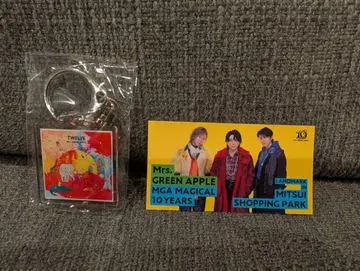 TWELVE
10
Mrs.
GREEN APPLE
MGA MAGICAL
10 YEARS
LANDMARK
in
MITSUI
SHOPPING PARK